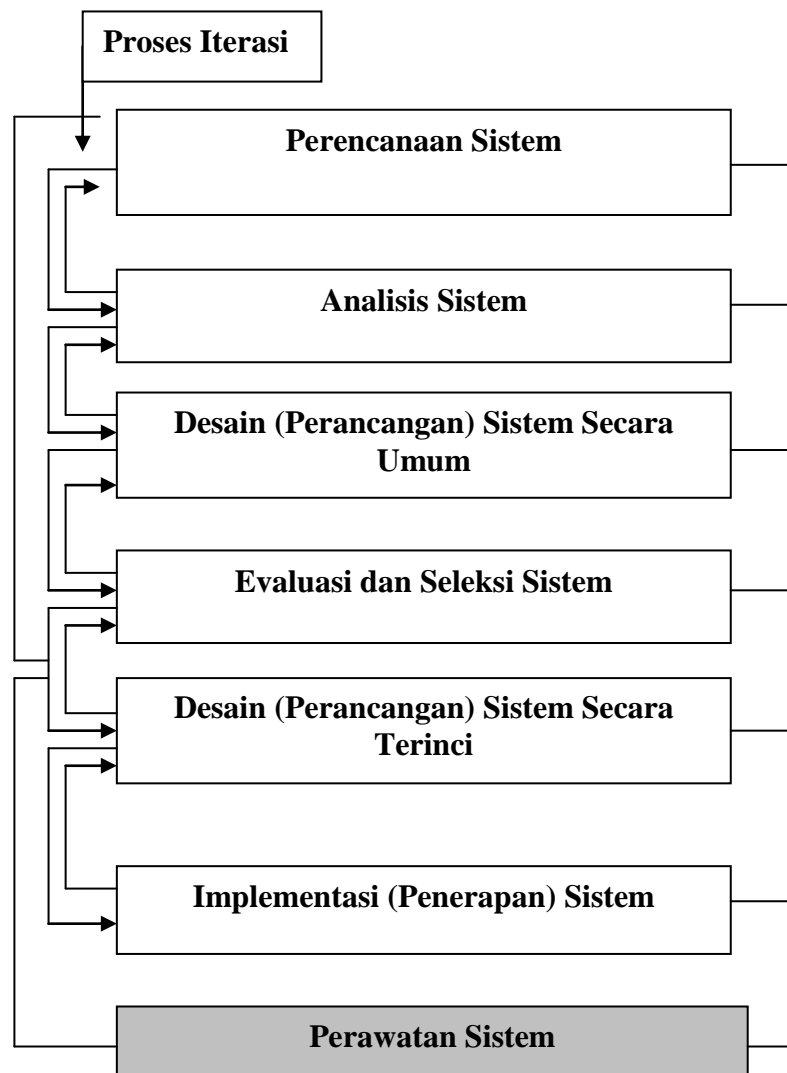 Proses Iterasi
Perencanaan Sistem
Analisis Sistem
Desain (Perancangan) Sistem Secara
Umum
Evaluasi dan Seleksi Sistem
Desain (Perancangan) Sistem Secara
Terinci
Implementasi (Penerapan) Sistem
Perawatan Sistem